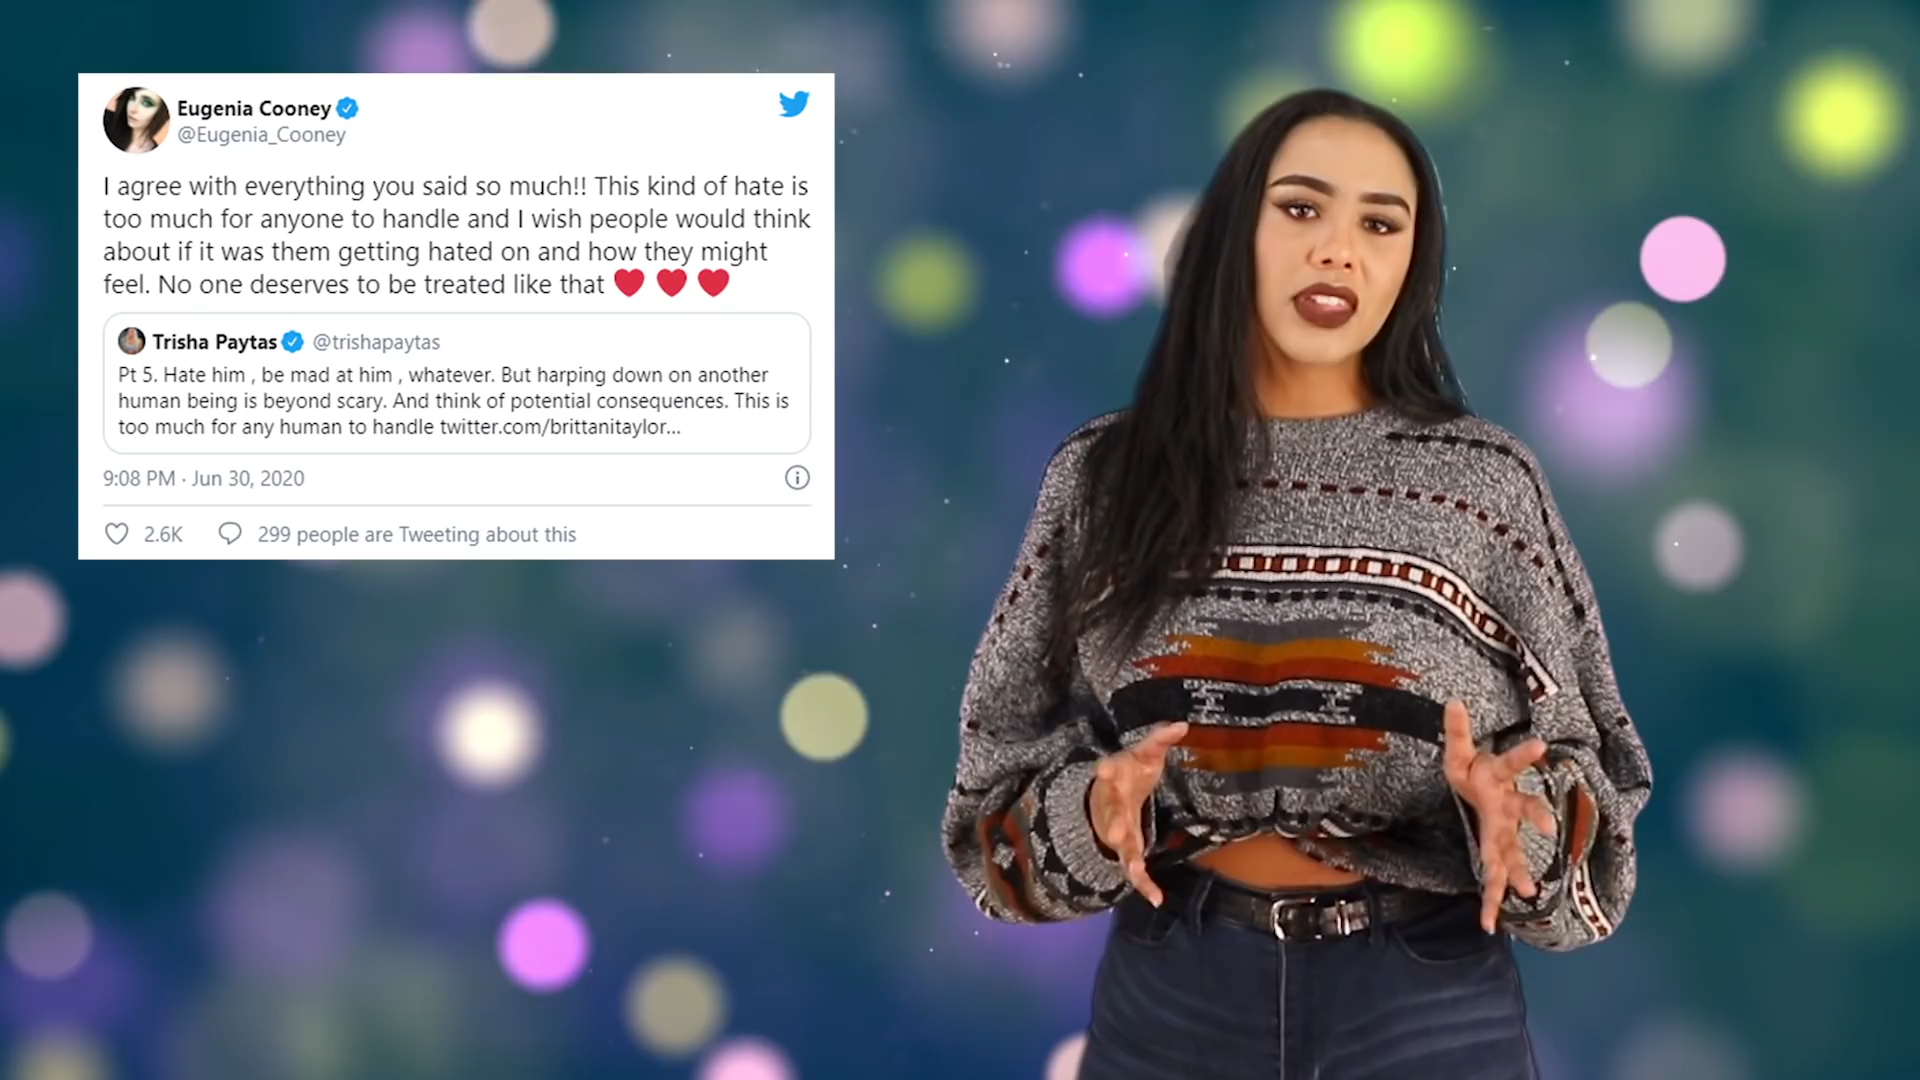 Eugenia Cooney
@Eugenia_Cooney
I agree with everything you said so much!! This kind of hate is
too much for anyone to handle and I wish people would think
about if it was them getting hated on and how they might
feel. No one deserves to be treated like that ❤️ ❤️ ❤️
Trisha Paytas @trishapaytas
Pt 5. Hate him , be mad at him , whatever. But harping down on another
human being is beyond scary. And think of potential consequences. This is
too much for any human to handle twitter.com/brittanitaylor...
9:08 PM · Jun 30, 2020
2.6K 299 people are Tweeting about this